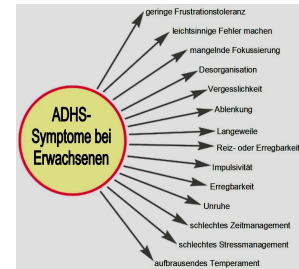 ADHS-
Symptome bei
Erwachsenen
geringe Frustrationstoleranz
leichtsinnige Fehler machen
mangelnde Fokussierung
Desorganisation
Vergesslichkeit
Ablenkung
Langeweile
Reiz- oder Erregbarkeit
Impulsivität
Erregbarkeit
Unruhe
schlechtes Zeitmanagement
schlechtes Stressmanagement
aufbrausendes Temperament